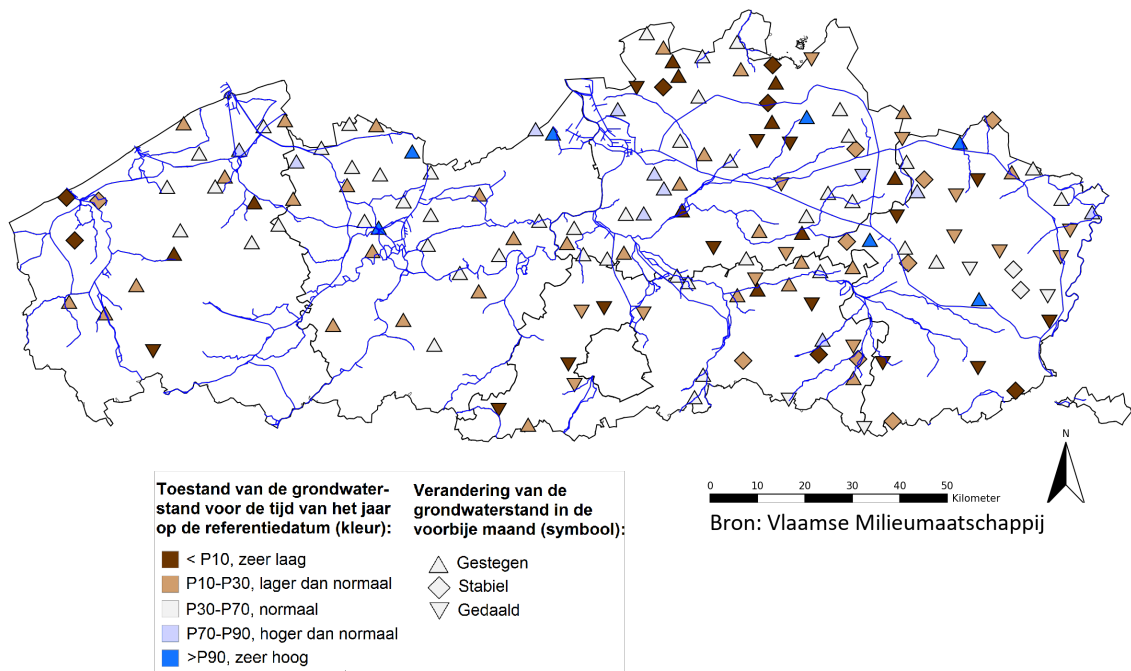 N
0 10 20 30 40 50 Kilometer
Bron: Vlaamse Milieumaatschappij
Toestand van de grondwater-
stand voor de tijd van het jaar
op de referentiedatum (kleur):
< P10, zeer laag
P10-P30, lager dan normaal
P30-P70, normaal
P70-P90, hoger dan normaal
>P90, zeer hoog
Verandering van de
grondwaterstand in de
voorbije maand (symbool):
Gestegen
Stabiel
Gedaald